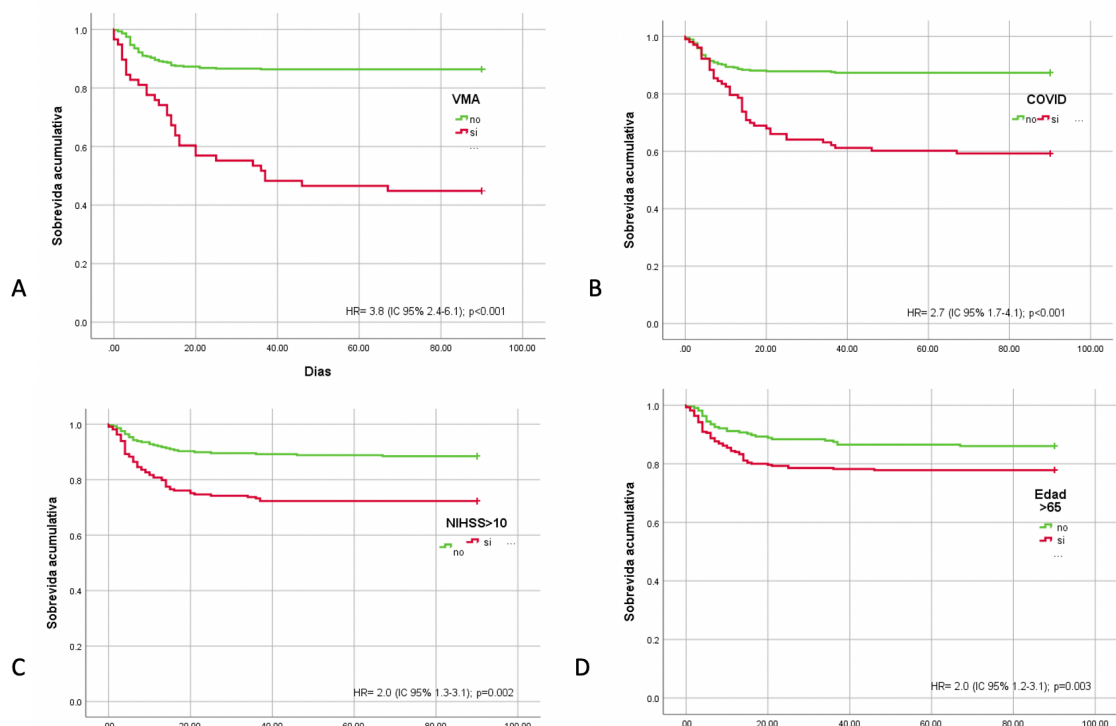 1.0
0.8
0.6
0.4
0.2
0.0
Sobrevida acumulativa
VMA
no
si
...
HR= 3.8 (IC 95% 2.4-6.1); p<0.001
.00
20.00
40.00
60.00
80.00
100.00
Dias
A
1.0
0.8
0.6
0.4
0.2
0.0
Sobrevida acumulativa
COVID
no si ...
HR= 2.7 (IC 95% 1.7-4.1); p<0.001
.00
20.00
40.00
60.00
80.00
100.00
B
1.0
0.8
0.6
0.4
0.2
0.0
Sobrevida acumulativa
NIHSS>10
no si ...
HR= 2.0 (IC 95% 1.3-3.1); p=0.002
.00
20.00
40.00
60.00
80.00
100.00
C
1.0
0.8
0.6
0.4
0.2
0.0
Sobrevida acumulativa
Edad
>65
no
si
...
HR= 2.0 (IC 95% 1.2-3.1); p=0.003
.00
20.00
40.00
60.00
80.00
100.00
D